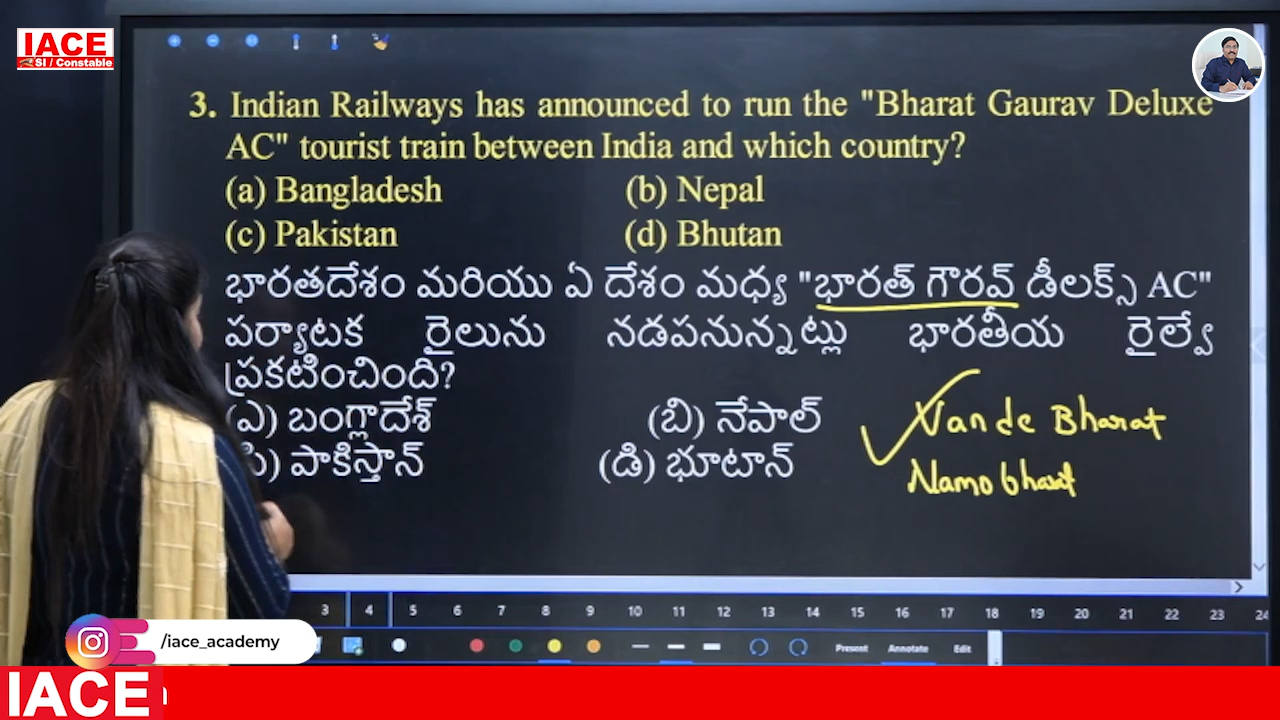 IACE
SI / Constable
3. Indian Railways has announced to run the "Bharat Gaurav Deluxe
AC" tourist train between India and which country?
(a) Bangladesh (b) Nepal
(c) Pakistan (d) Bhutan
భారతదేశం మరియు ఏ దేశం మధ్య "భారత్ గౌరవ్ డీలక్స్ AC"
పర్యాటక రైలును నడపనున్నట్లు భారతీయ రైల్వే
ప్రకటించింది?
(ఎ) బంగ్లాదేశ్ (బి) నేపాల్
సి) పాకిస్తాన్ (డి) భూటాన్
Vande Bharat
Namo bharat
3 4 5 6 7 8 9 10 11 12 13 14 15 16 17 18 19 20 21 22 23 24
Present Annotate Edit
/iace_academy
IACE